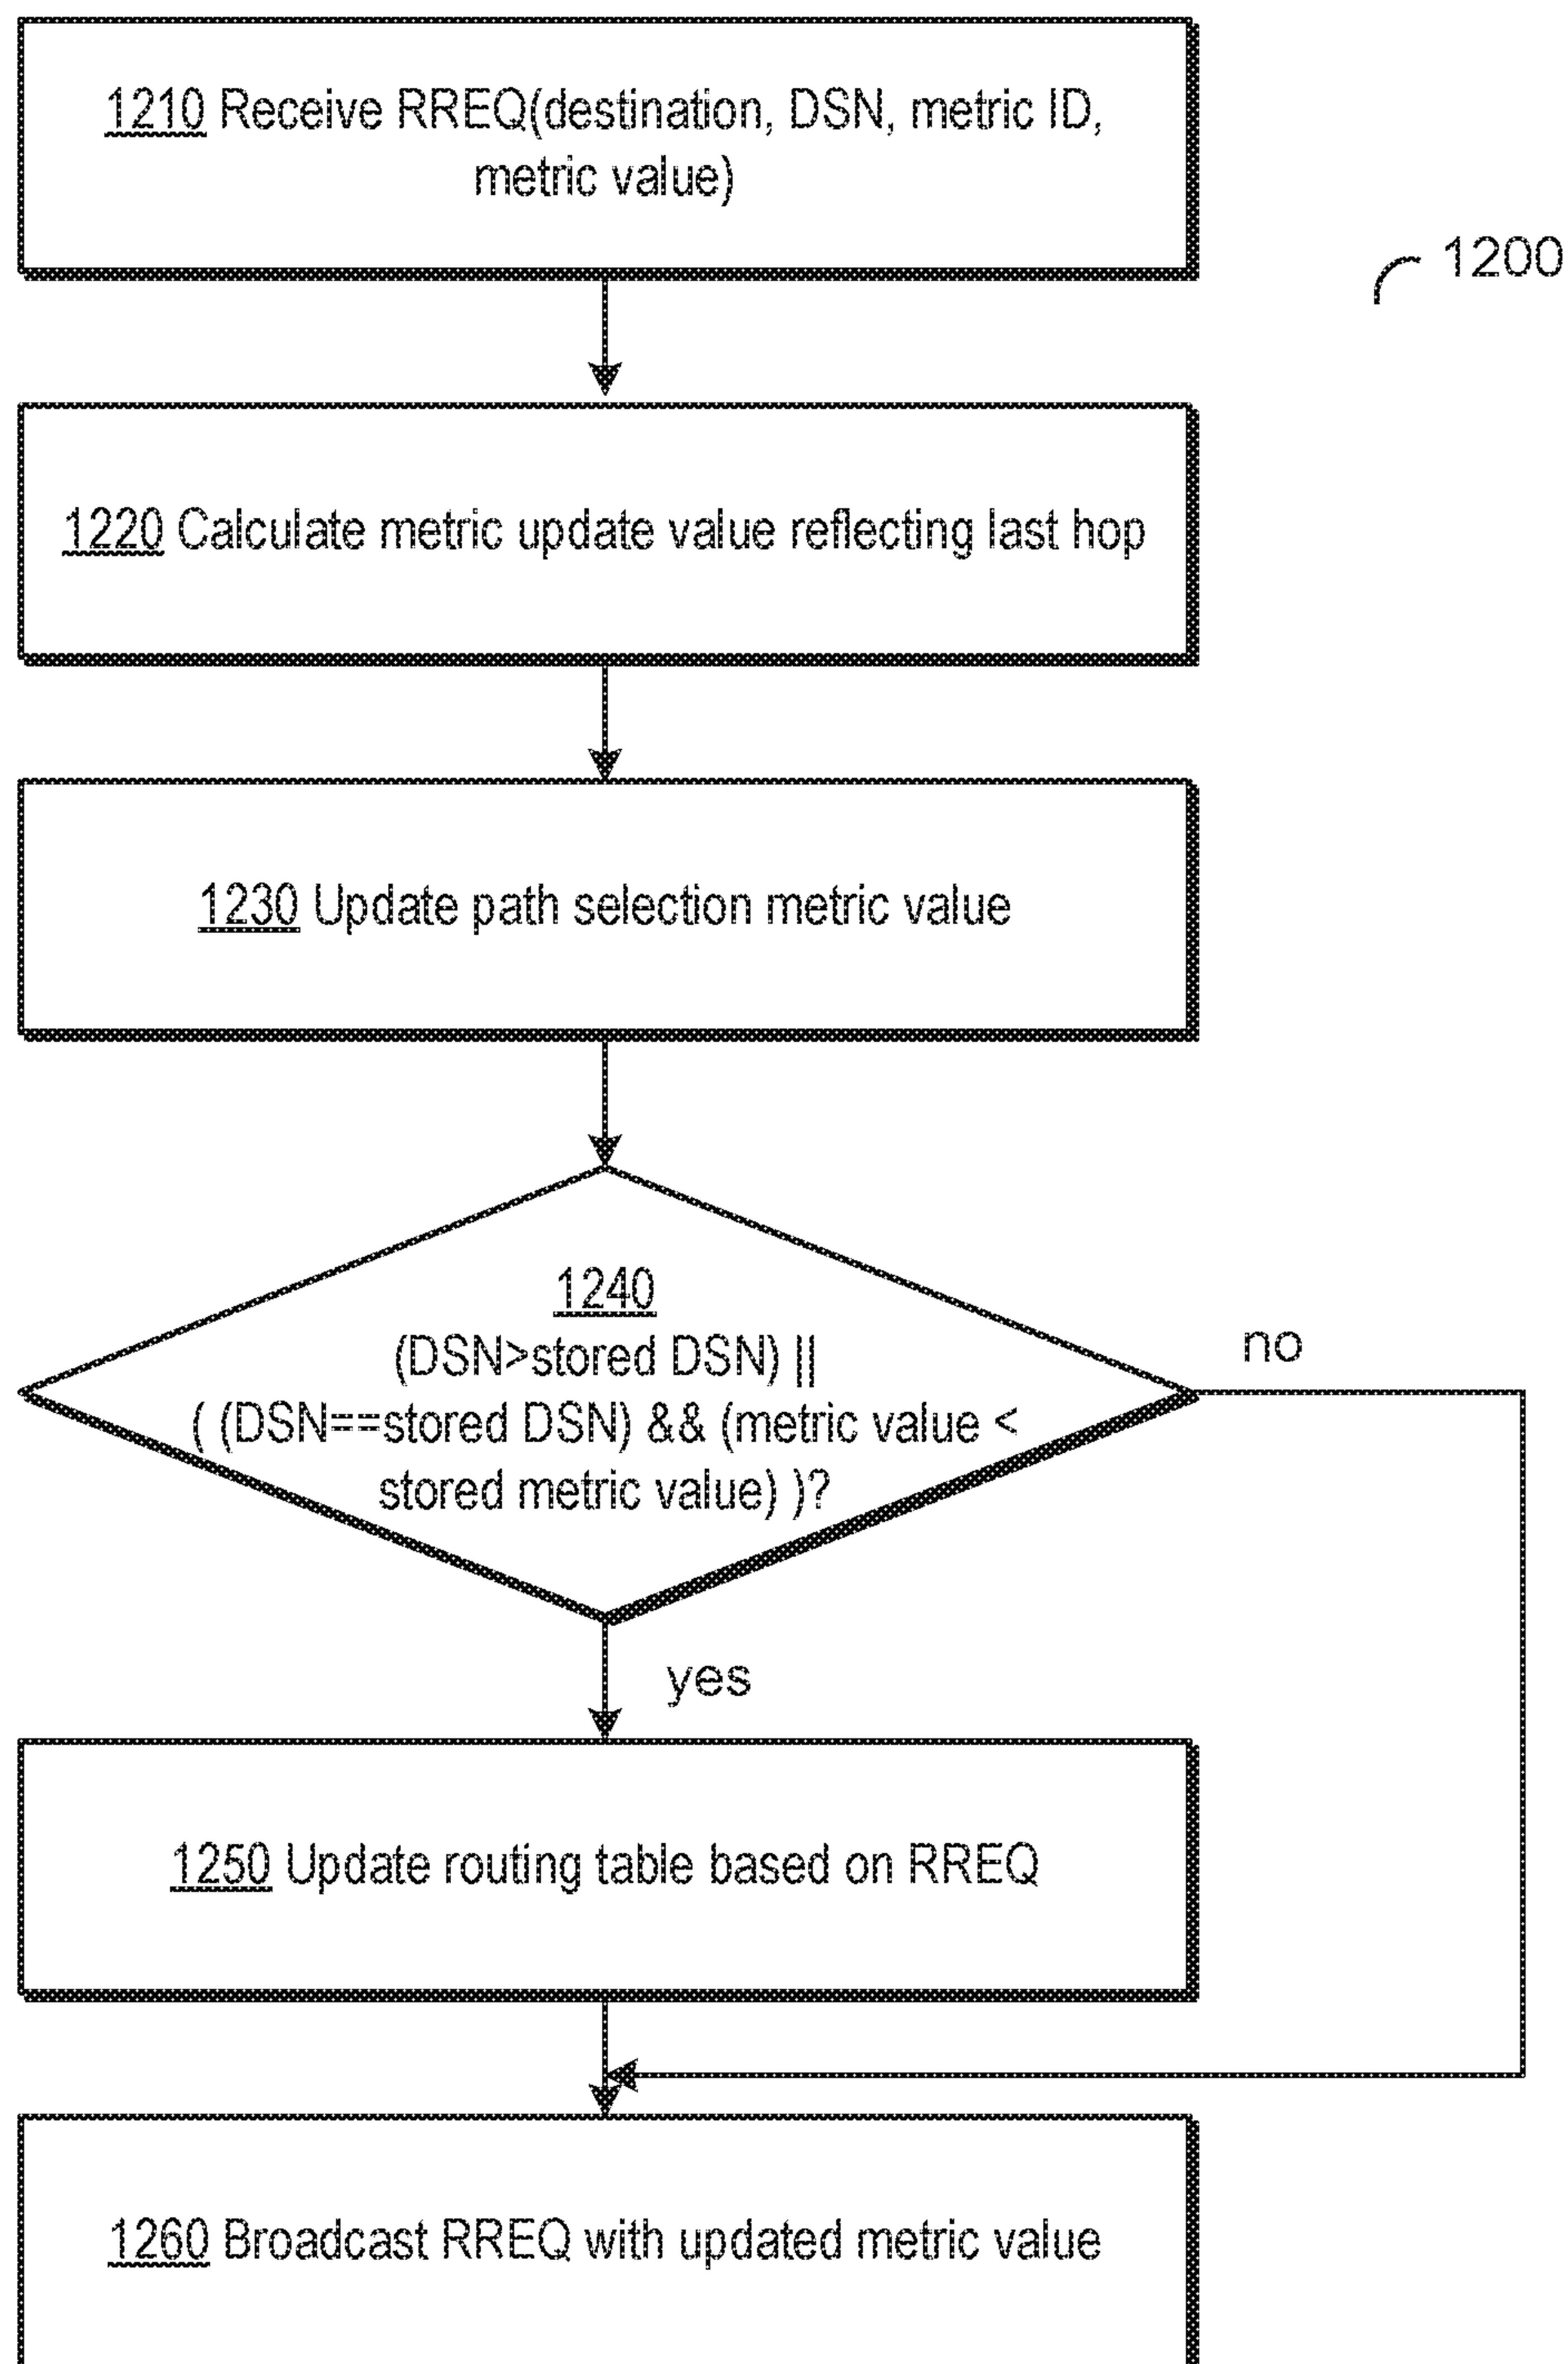 1210 Receive RREQ(destination, DSN, metric ID,
metric value)
1200
1220 Calculate metric update value reflecting last hop
1230 Update path selection metric value
1240
(DSN>stored DSN) ||
( (DSN==stored DSN) && (metric value <
stored metric value) )?
no
yes
1250 Update routing table based on RREQ
1260 Broadcast RREQ with updated metric value